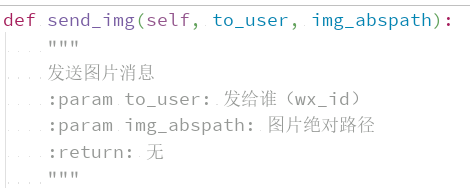 def send_img(self, to_user, img_abspath):
"""
发送图片消息
:param to_user: 发给谁（wx_id）
:param img_abspath: 图片绝对路径
:return: 无
"""